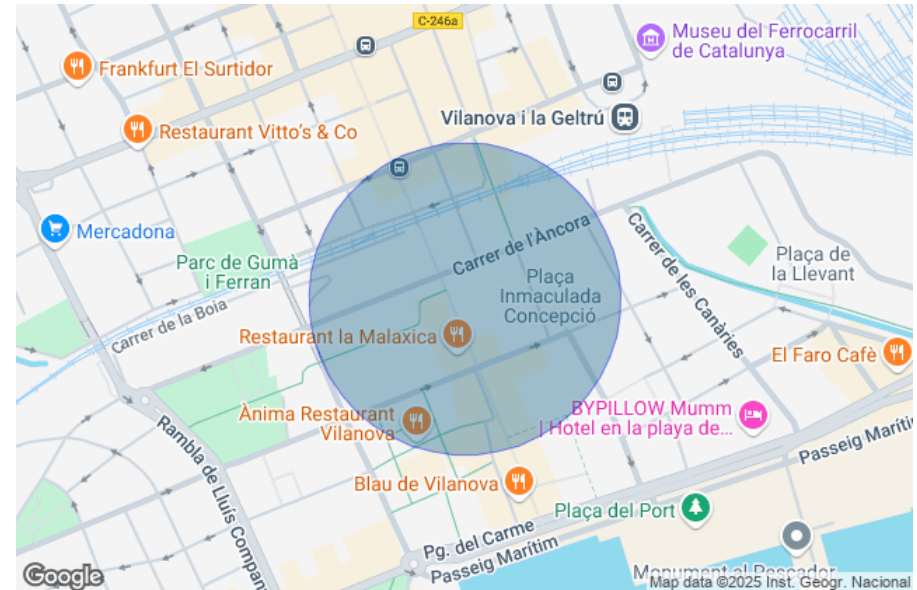 C-246a
Museu del Ferrocarril
de Catalunya
Frankfurt El Surtidor
Vilanova i la Geltrú
Restaurant Vitto's & Co
Mercadona
Parc de Gumà
i Ferran
Carrer de l'Àncora
Carrer de les Canàries
Plaça de
la Llevant
Plaça
Inmaculada
Concepció
Carrer de la Boia
Restaurant la Malaxica
El Faro Cafè
Ànima Restaurant
Vilanova
BYPILLOW Mumm
| Hotel en la playa de...
Rambla de Lluís Companys
Passeig Marítim
Blau de Vilanova
Plaça del Port
Pg. del Carme
Passeig Marítim
Monument al Pescador
Google
Map data ©2025 Inst. Geogr. Nacional